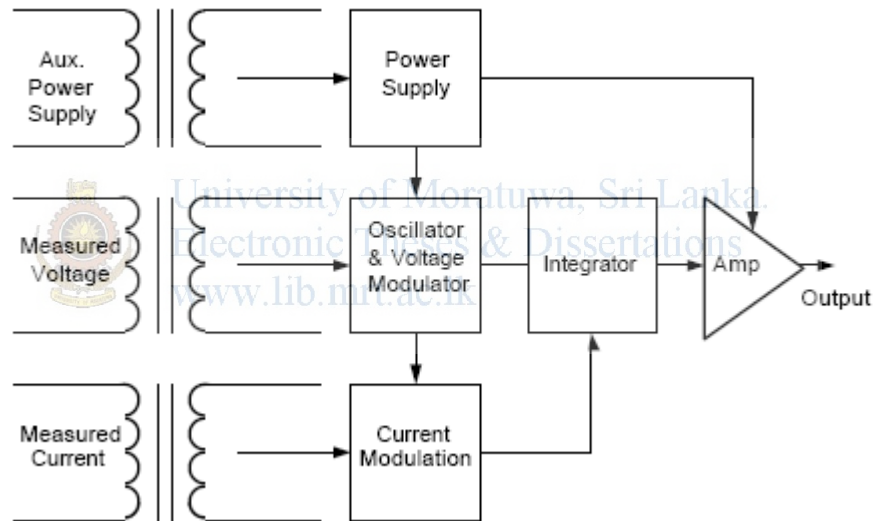 Aux.
Power
Supply
Power
Supply
University of Moratuwa, Sri Lanka.
Electronic Theses & Dissertations
www.lib.mrt.ac.lk
Measured
Voltage
Oscillator
& Voltage
Modulator
Integrator
Amp
Output
Measured
Current
Current
Modulation